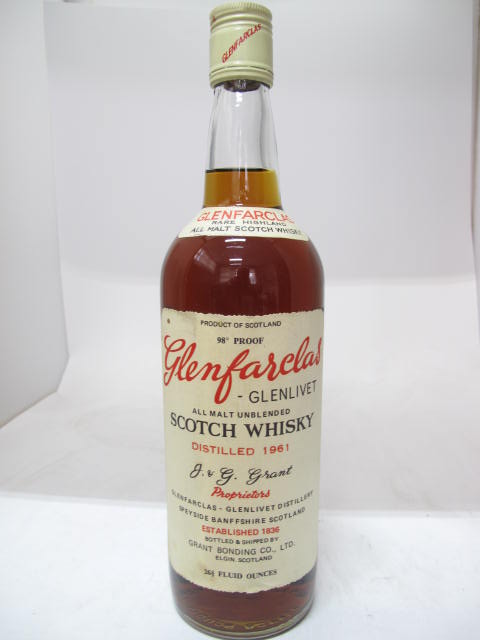 GLENFARCLAS
GLENFARCLAS
RARE HIGHLAND
ALL MALT SCOTCH WHISKY
PRODUCT OF SCOTLAND
98° PROOF
Glenfarclas
- GLENLIVET
ALL MALT UNBLENDED
SCOTCH WHISKY
DISTILLED 1961
J. & G. Grant
Proprietors
GLENFARCLAS - GLENLIVET DISTILLERY
SPEYSIDE BANFFSHIRE SCOTLAND
ESTABLISHED 1836
BOTTLED & SHIPPED BY
GRANT BONDING CO., LTD.
ELGIN. SCOTLAND
26⅔ FLUID OUNCES